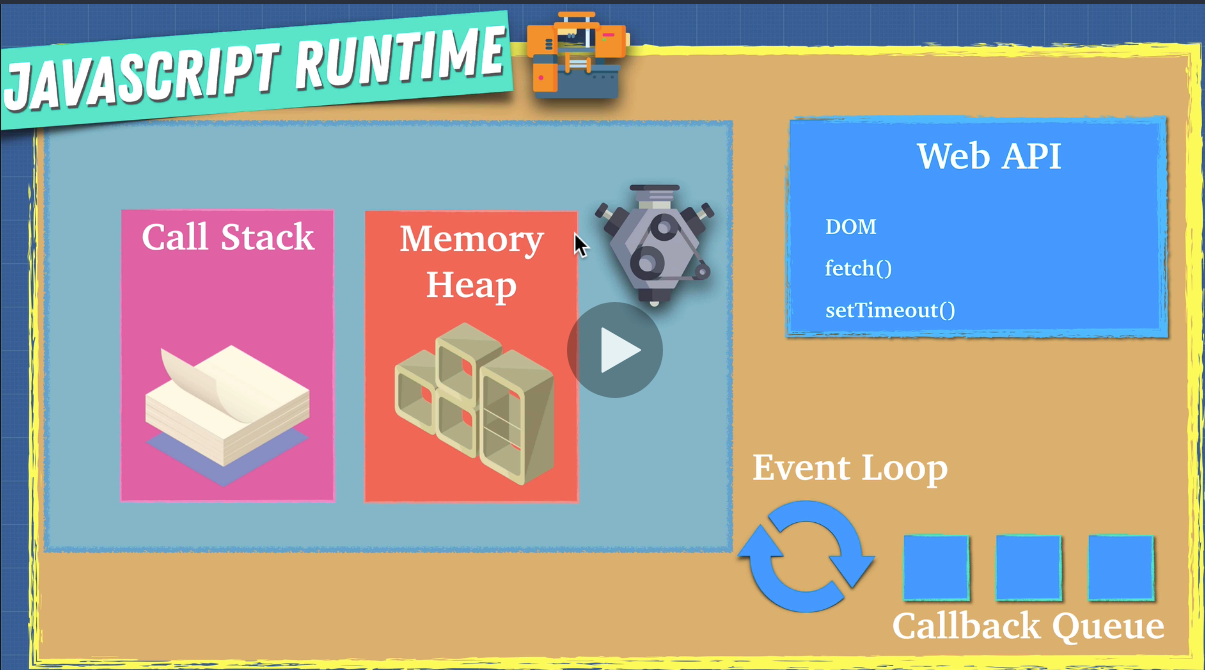 JAVASCRIPT RUNTIME
Call Stack
Memory
Heap
Web API
DOM
fetch()
setTimeout()
Event Loop
Callback Queue